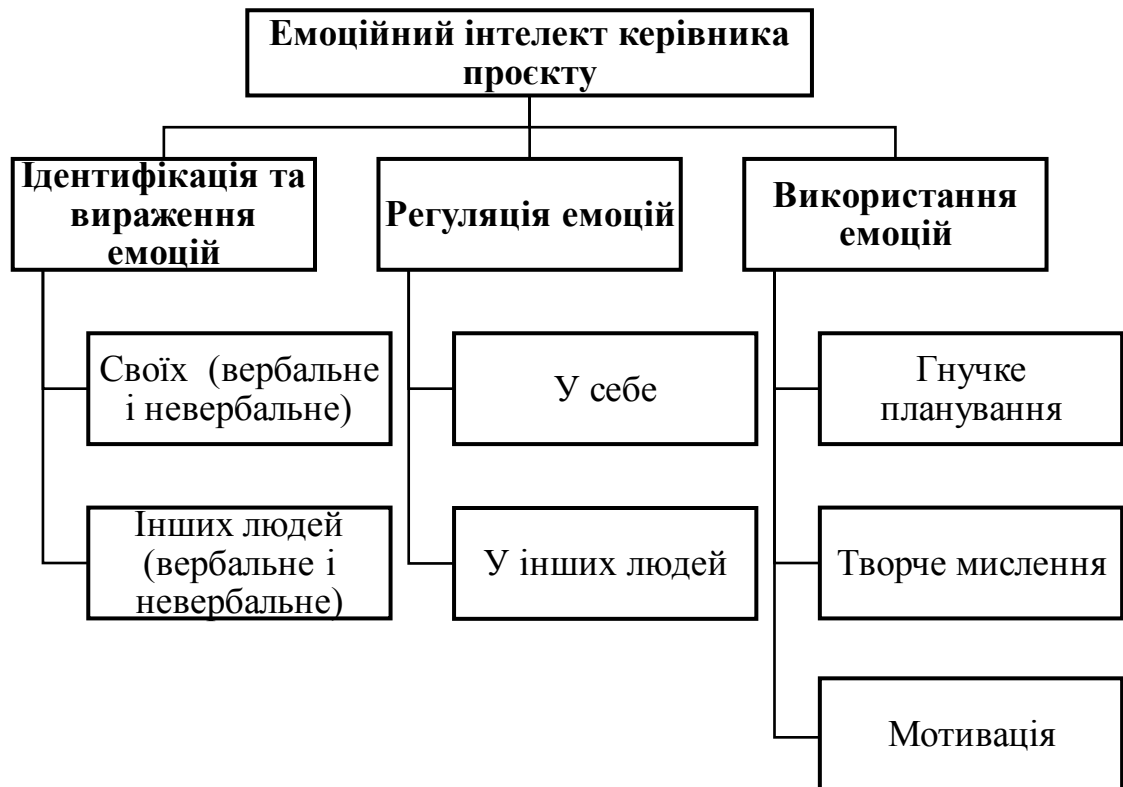 Емоційний інтелект керівника
проєкту
Ідентифікація та
вираження
емоцій
Своїх (вербальне
і невербальне)
Інших людей
(вербальне і
невербальне)
Регуляція емоцій
У себе
У інших людей
Використання
емоцій
Гнучке
планування
Творче мислення
Мотивація